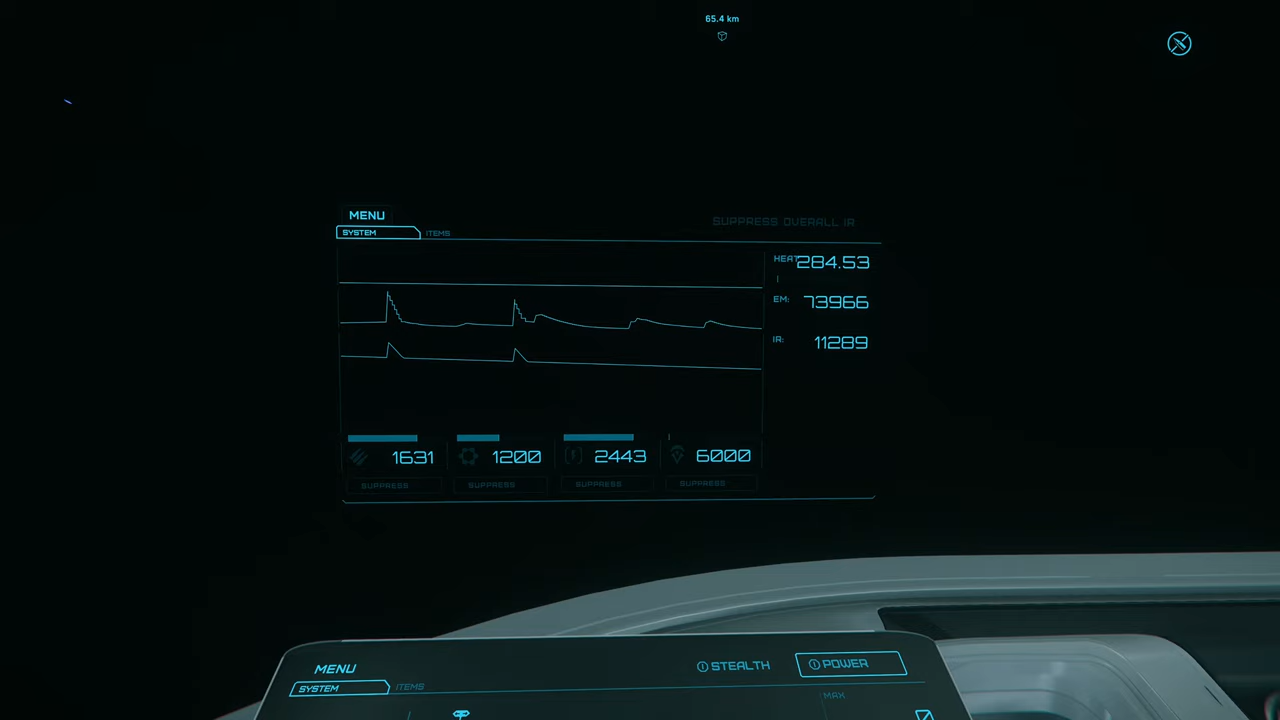 65.4 km
MENU
SUPPRESS OVERALL IR
SYSTEM ITEMS
HEAT 284.53
EM: 73966
IR: 11289
1631 1200 2443 6000
SUPPRESS SUPPRESS SUPPRESS SUPPRESS
MENU STEALTH POWER
SYSTEM ITEMS
MAX